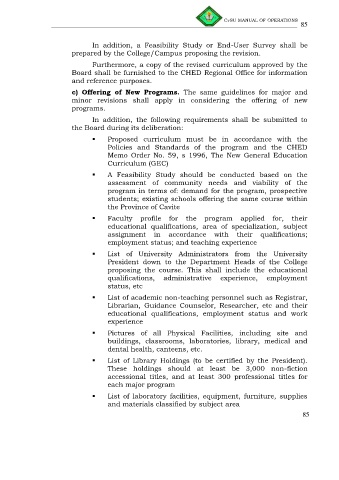 CvSU MANUAL OF OPERATIONS
85
In addition, a Feasibility Study or End-User Survey shall be
prepared by the College/Campus proposing the revision.
Furthermore, a copy of the revised curriculum approved by the
Board shall be furnished to the CHED Regional Office for information
and reference purposes.
c) Offering of New Programs. The same guidelines for major and
minor revisions shall apply in considering the offering of new
programs.
In addition, the following requirements shall be submitted to
the Board during its deliberation:
▪ Proposed curriculum must be in accordance with the
Policies and Standards of the program and the CHED
Memo Order No. 59, s 1996, The New General Education
Curriculum (GEC)
▪ A Feasibility Study should be conducted based on the
assessment of community needs and viability of the
program in terms of: demand for the program, prospective
students; existing schools offering the same course within
the Province of Cavite
▪ Faculty profile for the program applied for, their
educational qualifications, area of specialization, subject
assignment in accordance with their qualifications;
employment status; and teaching experience
▪ List of University Administrators from the University
President down to the Department Heads of the College
proposing the course. This shall include the educational
qualifications, administrative experience, employment
status, etc
▪ List of academic non-teaching personnel such as Registrar,
Librarian, Guidance Counselor, Researcher, etc and their
educational qualifications, employment status and work
experience
▪ Pictures of all Physical Facilities, including site and
buildings, classrooms, laboratories, library, medical and
dental health, canteens, etc.
▪ List of Library Holdings (to be certified by the President).
These holdings should at least be 3,000 non-fiction
accessional titles, and at least 300 professional titles for
each major program
▪ List of laboratory facilities, equipment, furniture, supplies
and materials classified by subject area
85